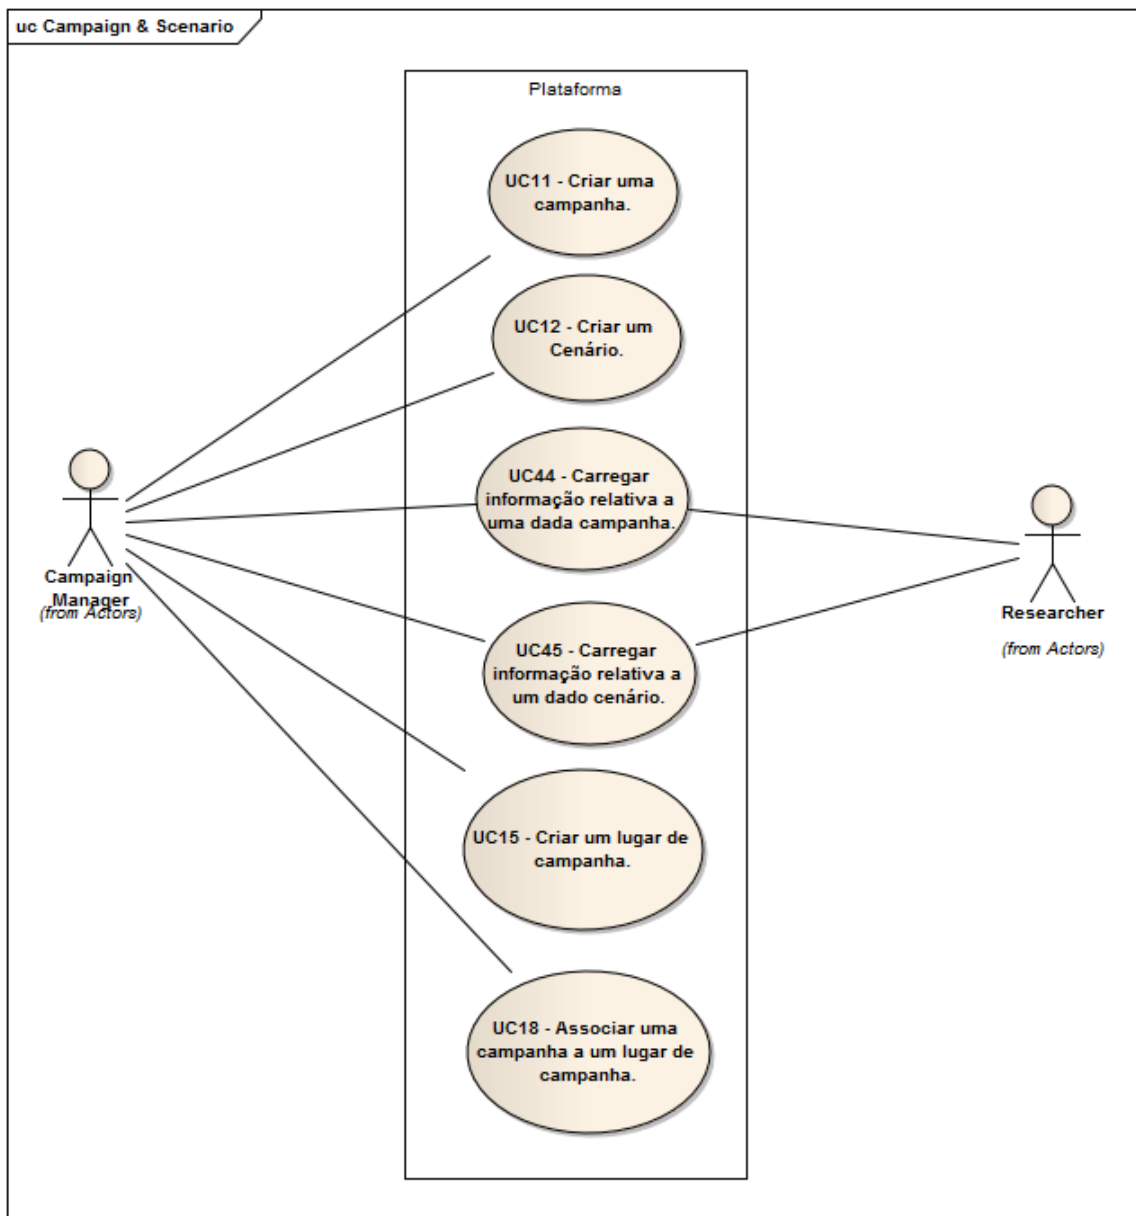 uc Campaign & Scenario
Plataforma
UC11 - Criar uma
campanha.
UC12 - Criar um
Cenário.
UC44 - Carregar
informação relativa a
uma dada campanha.
Campaign
Manager
(from Actors)
Researcher
(from Actors)
UC45 - Carregar
informação relativa a
um dado cenário.
UC15 - Criar um lugar de
campanha.
UC18 - Associar uma
campanha a um lugar de
campanha.